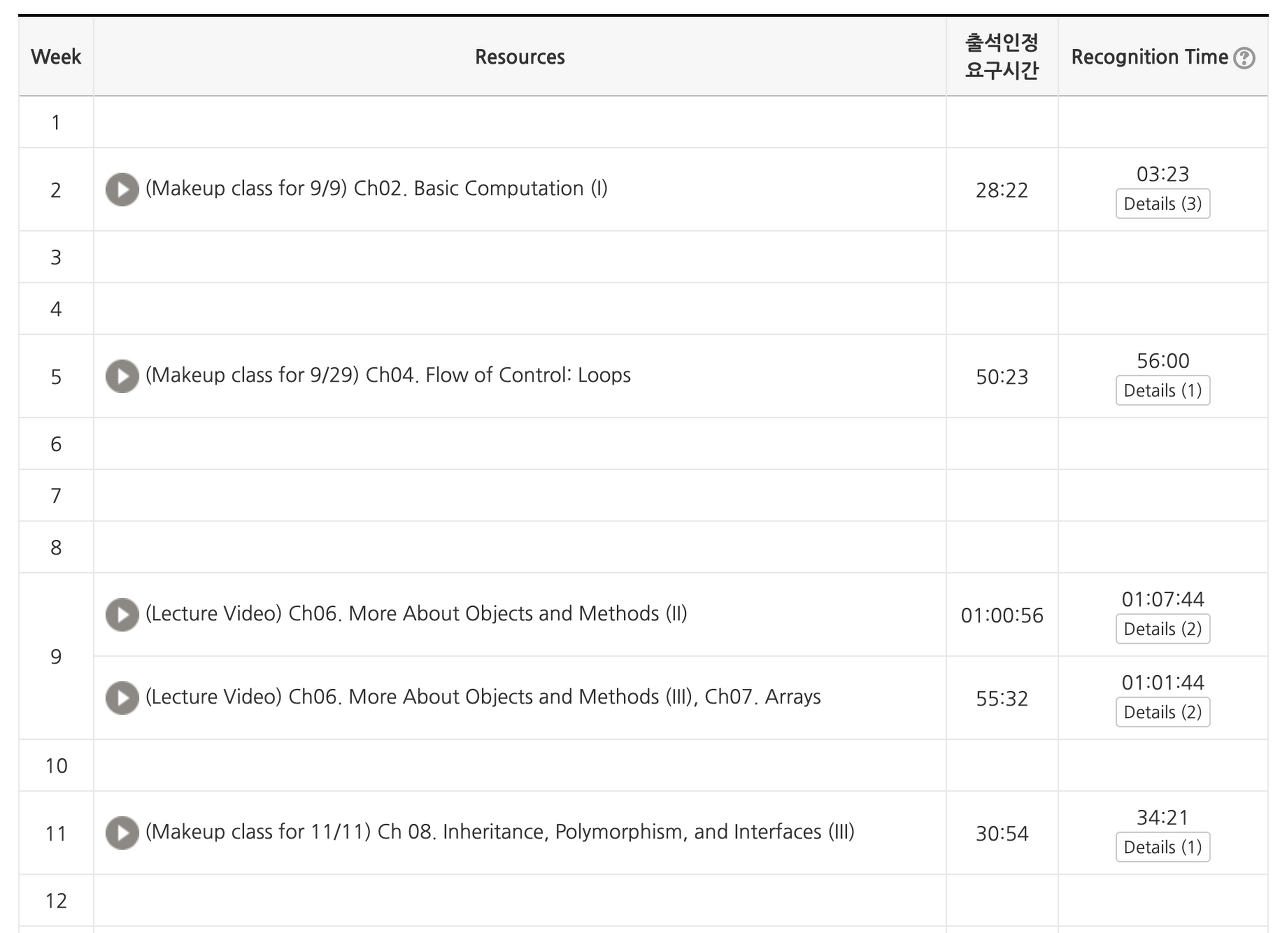 Week
Resources
출석인정
요구시간
Recognition Time ?
1
2
(Makeup class for 9/9) Ch02. Basic Computation (I)
28:22
03:23
Details (3)
3
4
5
(Makeup class for 9/29) Ch04. Flow of Control: Loops
50:23
56:00
Details (1)
6
7
8
9
(Lecture Video) Ch06. More About Objects and Methods (II)
01:00:56
01:07:44
Details (2)
(Lecture Video) Ch06. More About Objects and Methods (III), Ch07. Arrays
55:32
01:01:44
Details (2)
10
11
(Makeup class for 11/11) Ch 08. Inheritance, Polymorphism, and Interfaces (III)
30:54
34:21
Details (1)
12